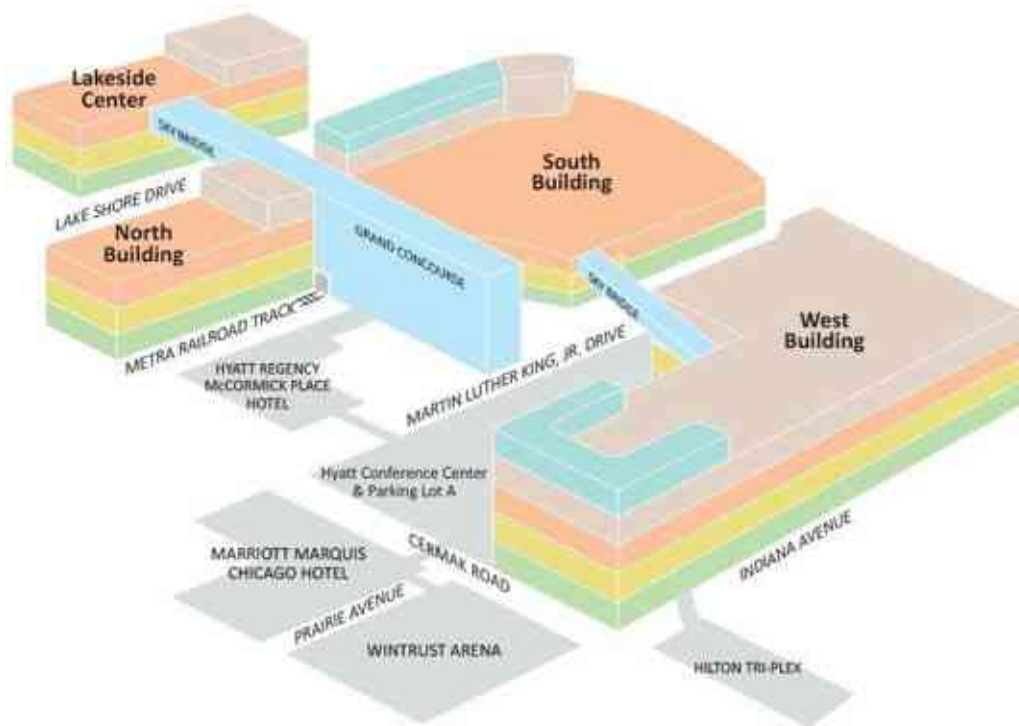 Lakeside
Center
SKY BRIDGE
South
Building
LAKE SHORE DRIVE
North
Building
GRAND CONCOURSE
SKY BRIDGE
West
Building
METRA RAILROAD TRACK
HYATT REGENCY
McCORMICK PLACE
HOTEL
MARTIN LUTHER KING, JR. DRIVE
Hyatt Conference Center
& Parking Lot A
CERMAK ROAD
INDIANA AVENUE
MARRIOTT MARQUIS
CHICAGO HOTEL
PRAIRIE AVENUE
WINTRUST ARENA
HILTON TRI-PLEX